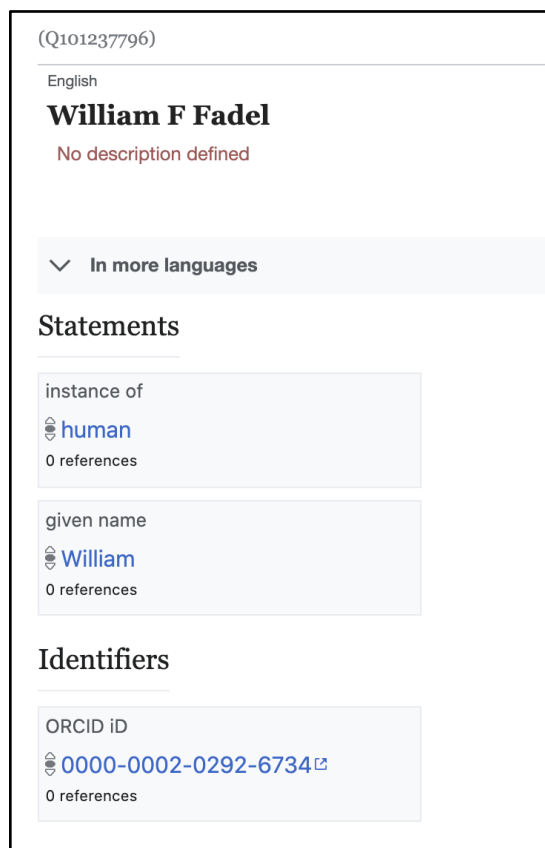 (Q101237796)
English
William F Fadel
No description defined
In more languages
Statements
instance of
human
0 references
given name
William
0 references
Identifiers
ORCID iD
0000-0002-0292-6734
0 references